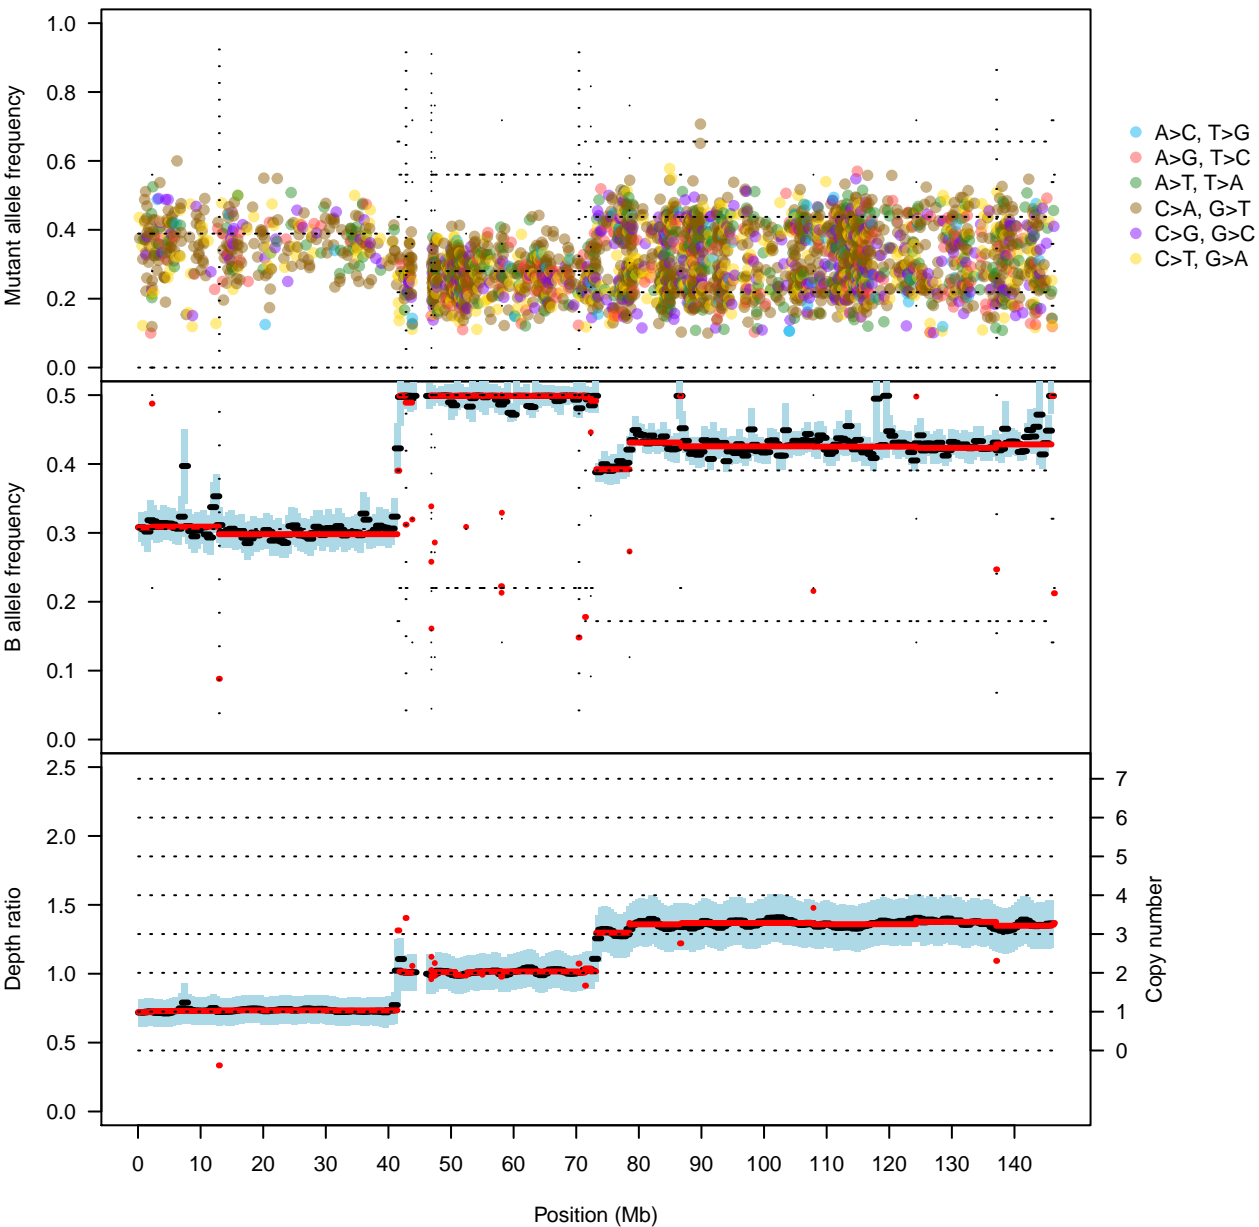 1.0
0.8
0.6
0.4
0.2
0.0
Mutant allele frequency
A>C, T>G
A>G, T>C
A>T, T>A
C>A, G>T
C>G, G>C
C>T, G>A
0.5
0.4
0.3
0.2
0.1
0.0
B allele frequency
2.5
2.0
1.5
1.0
0.5
0.0
Depth ratio
7
6
5
4
3
2
1
0
Copy number
0 10 20 30 40 50 60 70 80 90 100 110 120 130 140
Position (Mb)